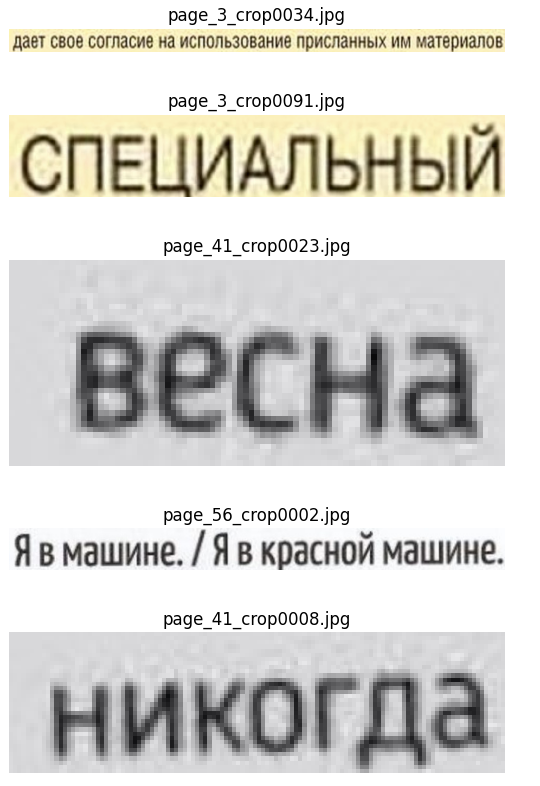 page_3_crop0034.jpg
дает свое согласие на использование присланных им материалов
page_3_crop0091.jpg
СПЕЦИАЛЬНЫЙ
page_41_crop0023.jpg
весна
page_56_crop0002.jpg
Я в машине. / Я в красной машине.
page_41_crop0008.jpg
никогда